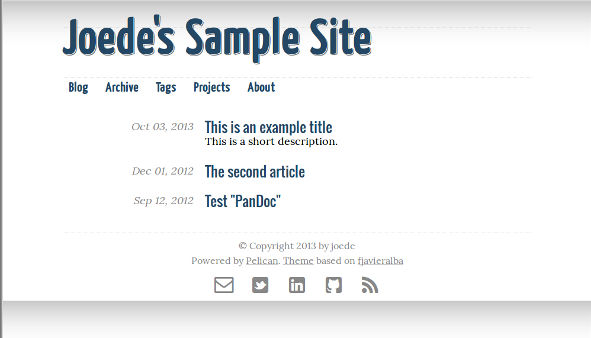 Joede's Sample Site
Blog Archive Tags Projects About
Oct 03, 2013 This is an example title
This is a short description.
Dec 01, 2012 The second article
Sep 12, 2012 Test "PanDoc"
© Copyright 2013 by joede
Powered by Pelican. Theme based on fjavieralba